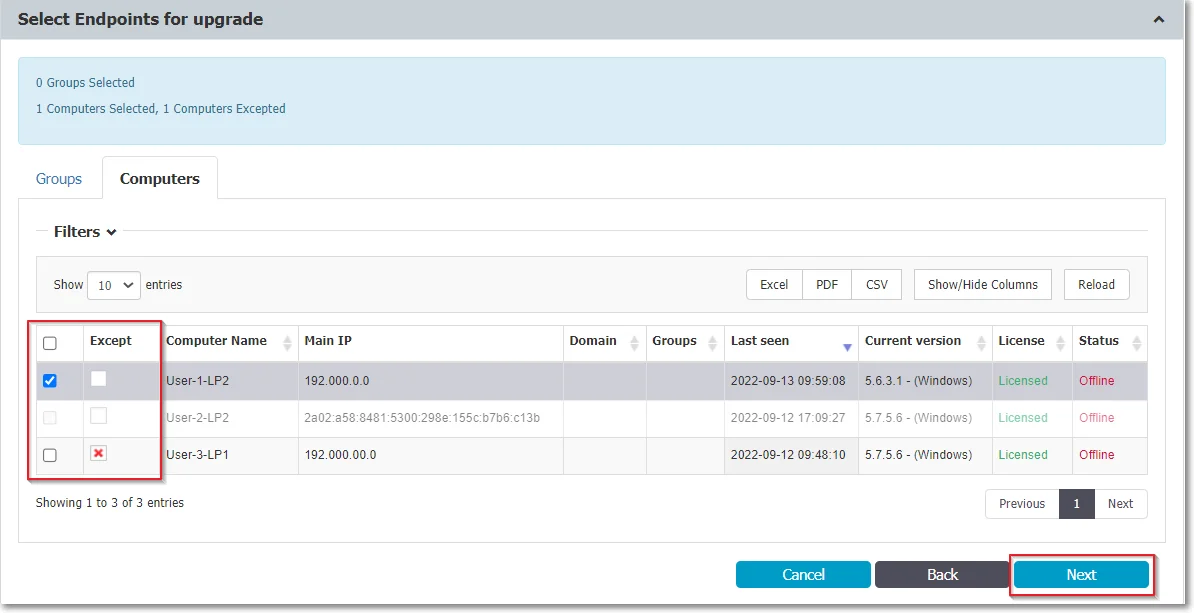 Select Endpoints for upgrade
0 Groups Selected
1 Computers Selected, 1 Computers Excepted
Groups Computers
Filters
Show 10 entries Excel PDF CSV Show/Hide Columns Reload
Except Computer Name Main IP Domain Groups Last seen Current version License Status
User-1-LP2 192.000.0.0 2022-09-13 09:59:08 5.6.3.1 - (Windows) Licensed Offline
User-2-LP2 2a02:a58:8481:5300:298e:155c:b7b6:c13b 2022-09-12 17:09:27 5.7.5.6 - (Windows) Licensed Offline
User-3-LP1 192.000.00.0 2022-09-12 09:48:10 5.7.5.6 - (Windows) Licensed Offline
Showing 1 to 3 of 3 entries Previous 1 Next
Cancel Back Next